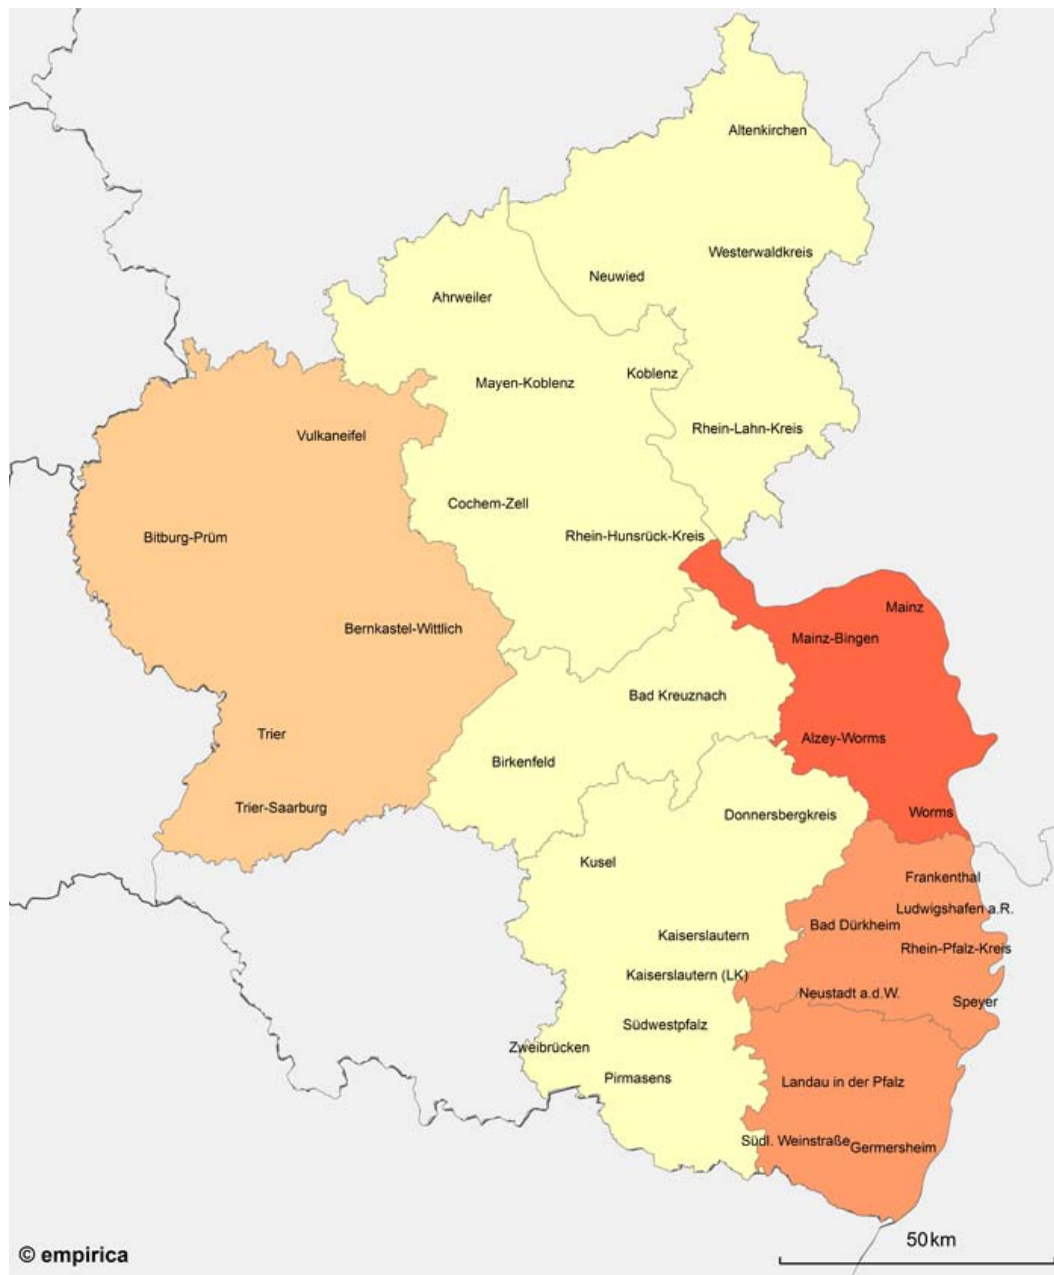 Altenkirchen
Westerwaldkreis
Neuwied
Ahrweiler
Koblenz
Mayen-Koblenz
Rhein-Lahn-Kreis
Vulkaneifel
Cochem-Zell
Rhein-Hunsrück-Kreis
Bitburg-Prüm
Mainz
Bernkastel-Wittlich
Mainz-Bingen
Bad Kreuznach
Trier
Alzey-Worms
Birkenfeld
Trier-Saarburg
Worms
Donnersbergkreis
Kusel
Frankenthal
Ludwigshafen a.R.
Bad Dürkheim
Kaiserslautern
Rhein-Pfalz-Kreis
Kaiserslautern (LK)
Neustadt a.d.W.
Speyer
Südwestpfalz
Zweibrücken
Pirmasens
Landau in der Pfalz
Südl. Weinstraße
Germersheim
50 km
© empirica